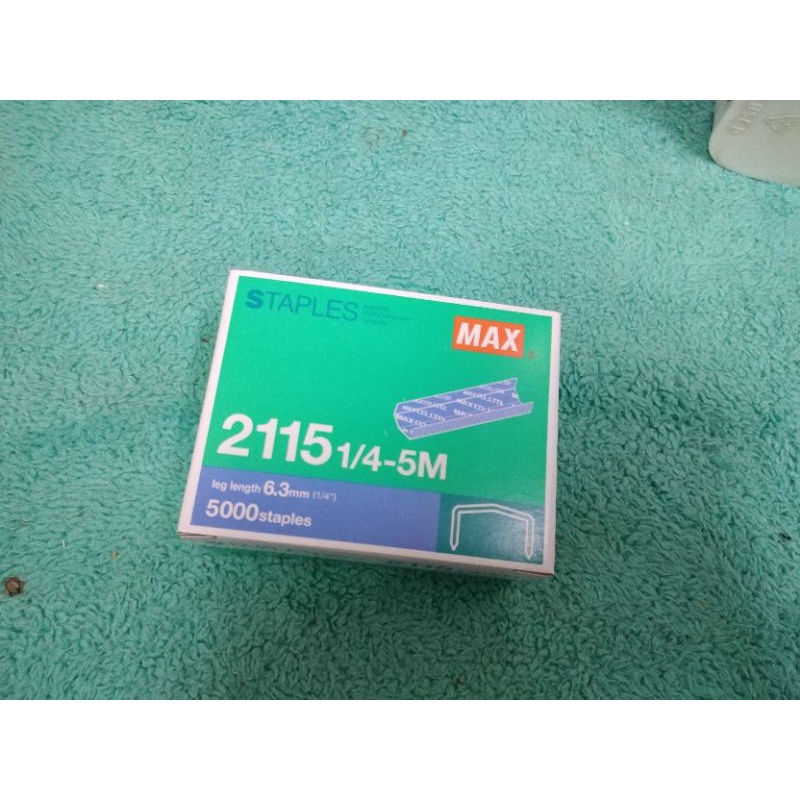 STAPLES
MAX
2115 1/4-5M
leg length 6.3mm (1/4")
5000staples